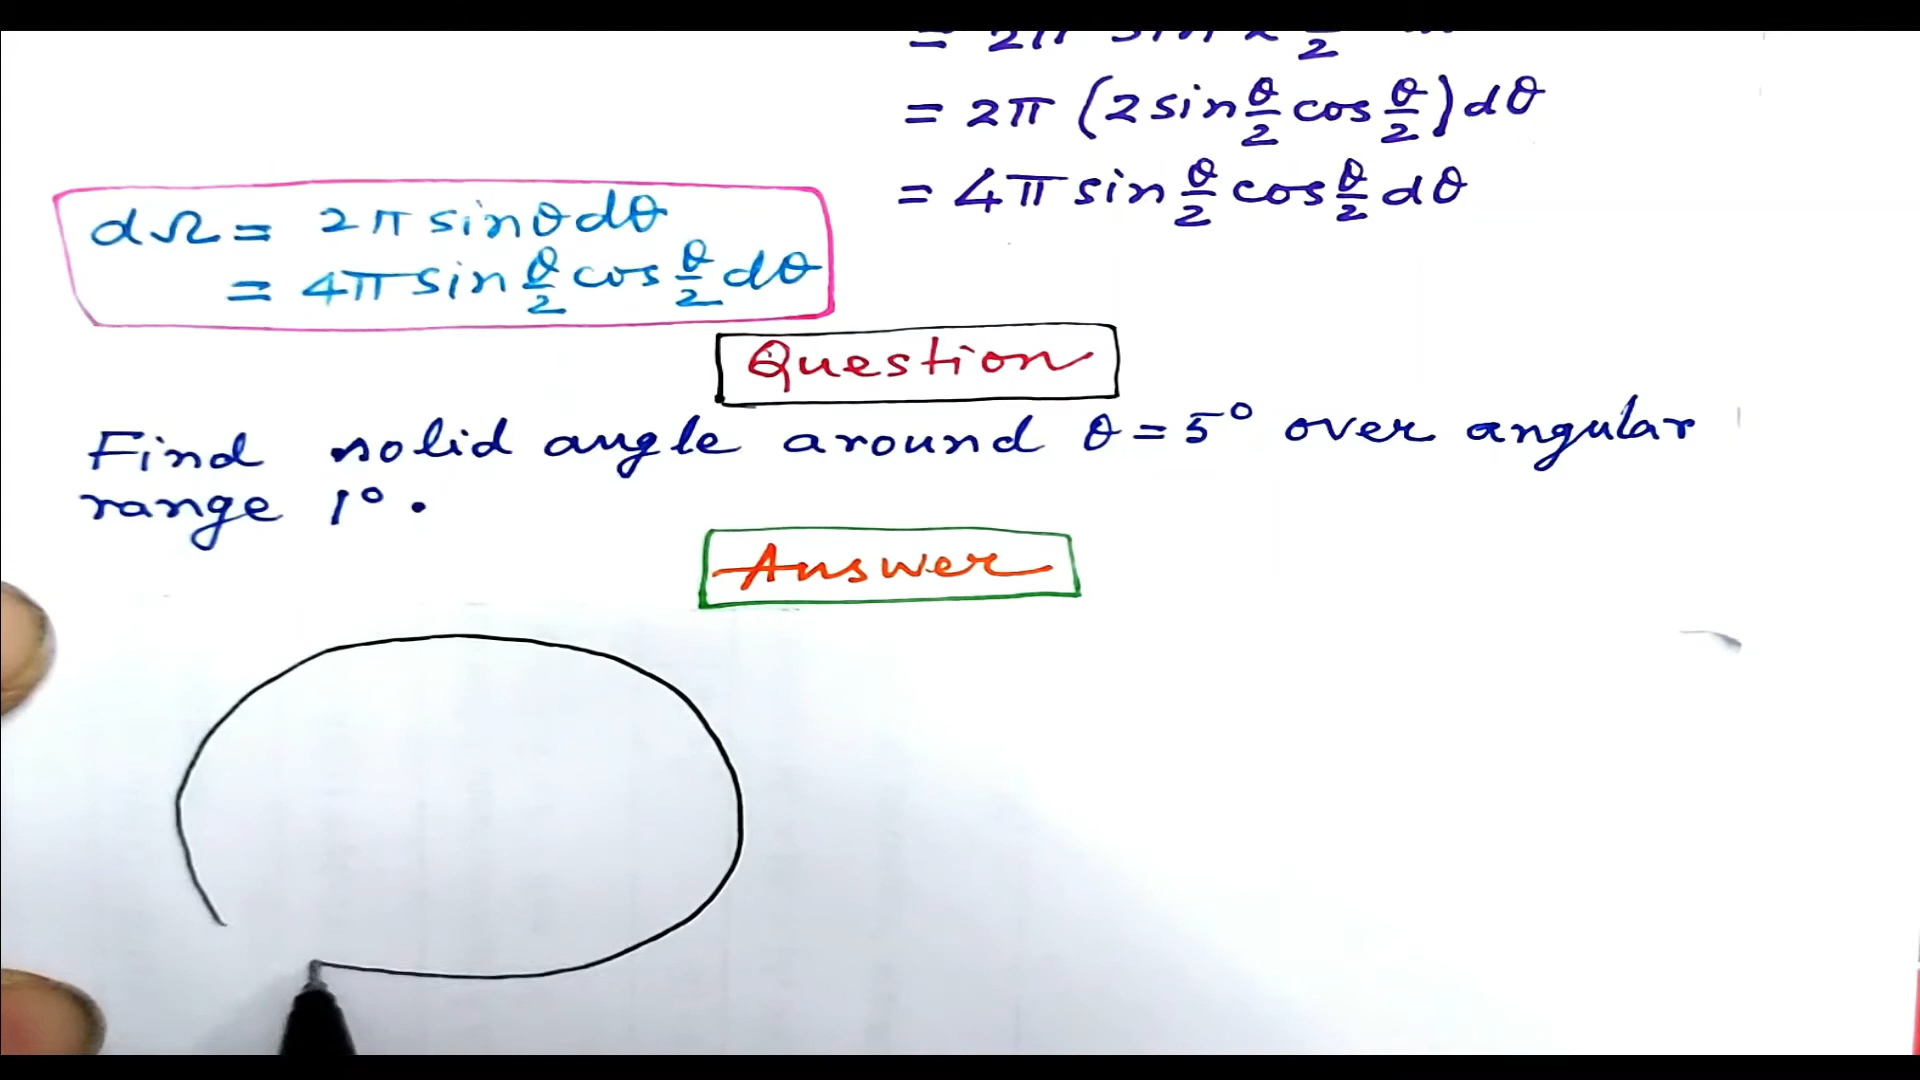 = 2π (2 sin θ/2 cos θ/2) dθ
= 4π sin θ/2 cos θ/2 dθ
dΩ = 2π sinθ dθ
= 4π sin θ/2 cos θ/2 dθ
Question
Find solid angle around θ = 5° over angular
range 1°.
Answer